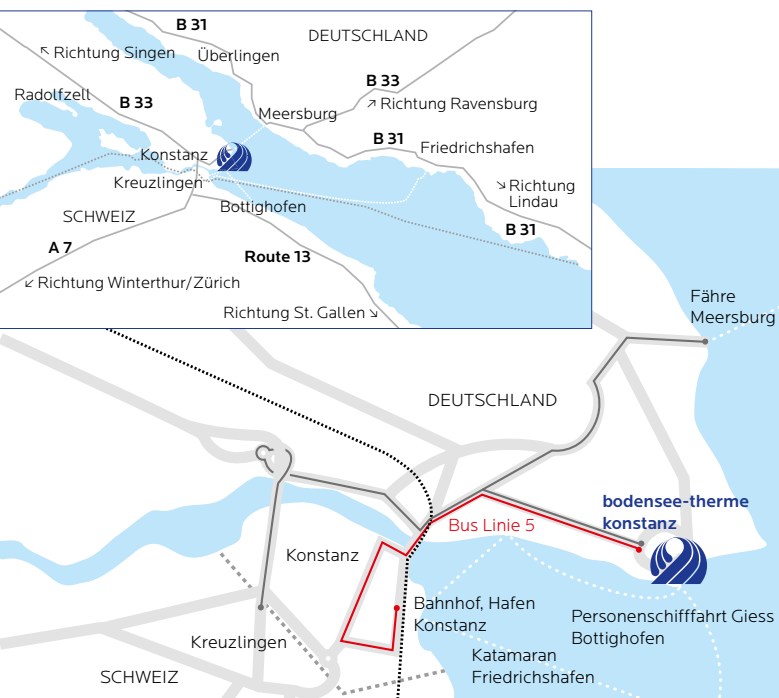 B 31
DEUTSCHLAND
Richtung Singen
Überlingen
B 33
Radolfzell
B 33
Richtung Ravensburg
Meersburg
B 31
Friedrichshafen
Konstanz
Kreuzlingen
Richtung
Lindau
Bottighofen
SCHWEIZ
B 31
A 7
Route 13
Richtung Winterthur/Zürich
Richtung St. Gallen
Fähre
Meersburg
DEUTSCHLAND
bodensee-therme
konstanz
Bus Linie 5
Konstanz
Bahnhof, Hafen
Konstanz
Personenschifffahrt Giess
Bottighofen
Kreuzlingen
Katamaran
Friedrichshafen
SCHWEIZ